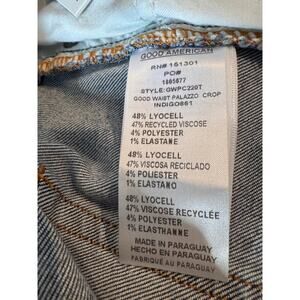 GOOD AMERICAN
RN# 161301
PO#
1805877
STYLE:GWPC220T
GOOD WAIST PALAZZO CROP
INDIGO861
48% LYOCELL
47% RECYCLED VISCOSE
4% POLYESTER
1% ELASTANE
48% LYOCELL
47% VISCOSA RECICLADO
4% POLIESTER
1% ELASTANO
48% LYOCELL
47% VISCOSE RECYCLÉE
4% POLYESTER
1% ELASTHANNE
MADE IN PARAGUAY
HECHO EN PARAGUAY
FABRIQUÉ AU PARAGUAY